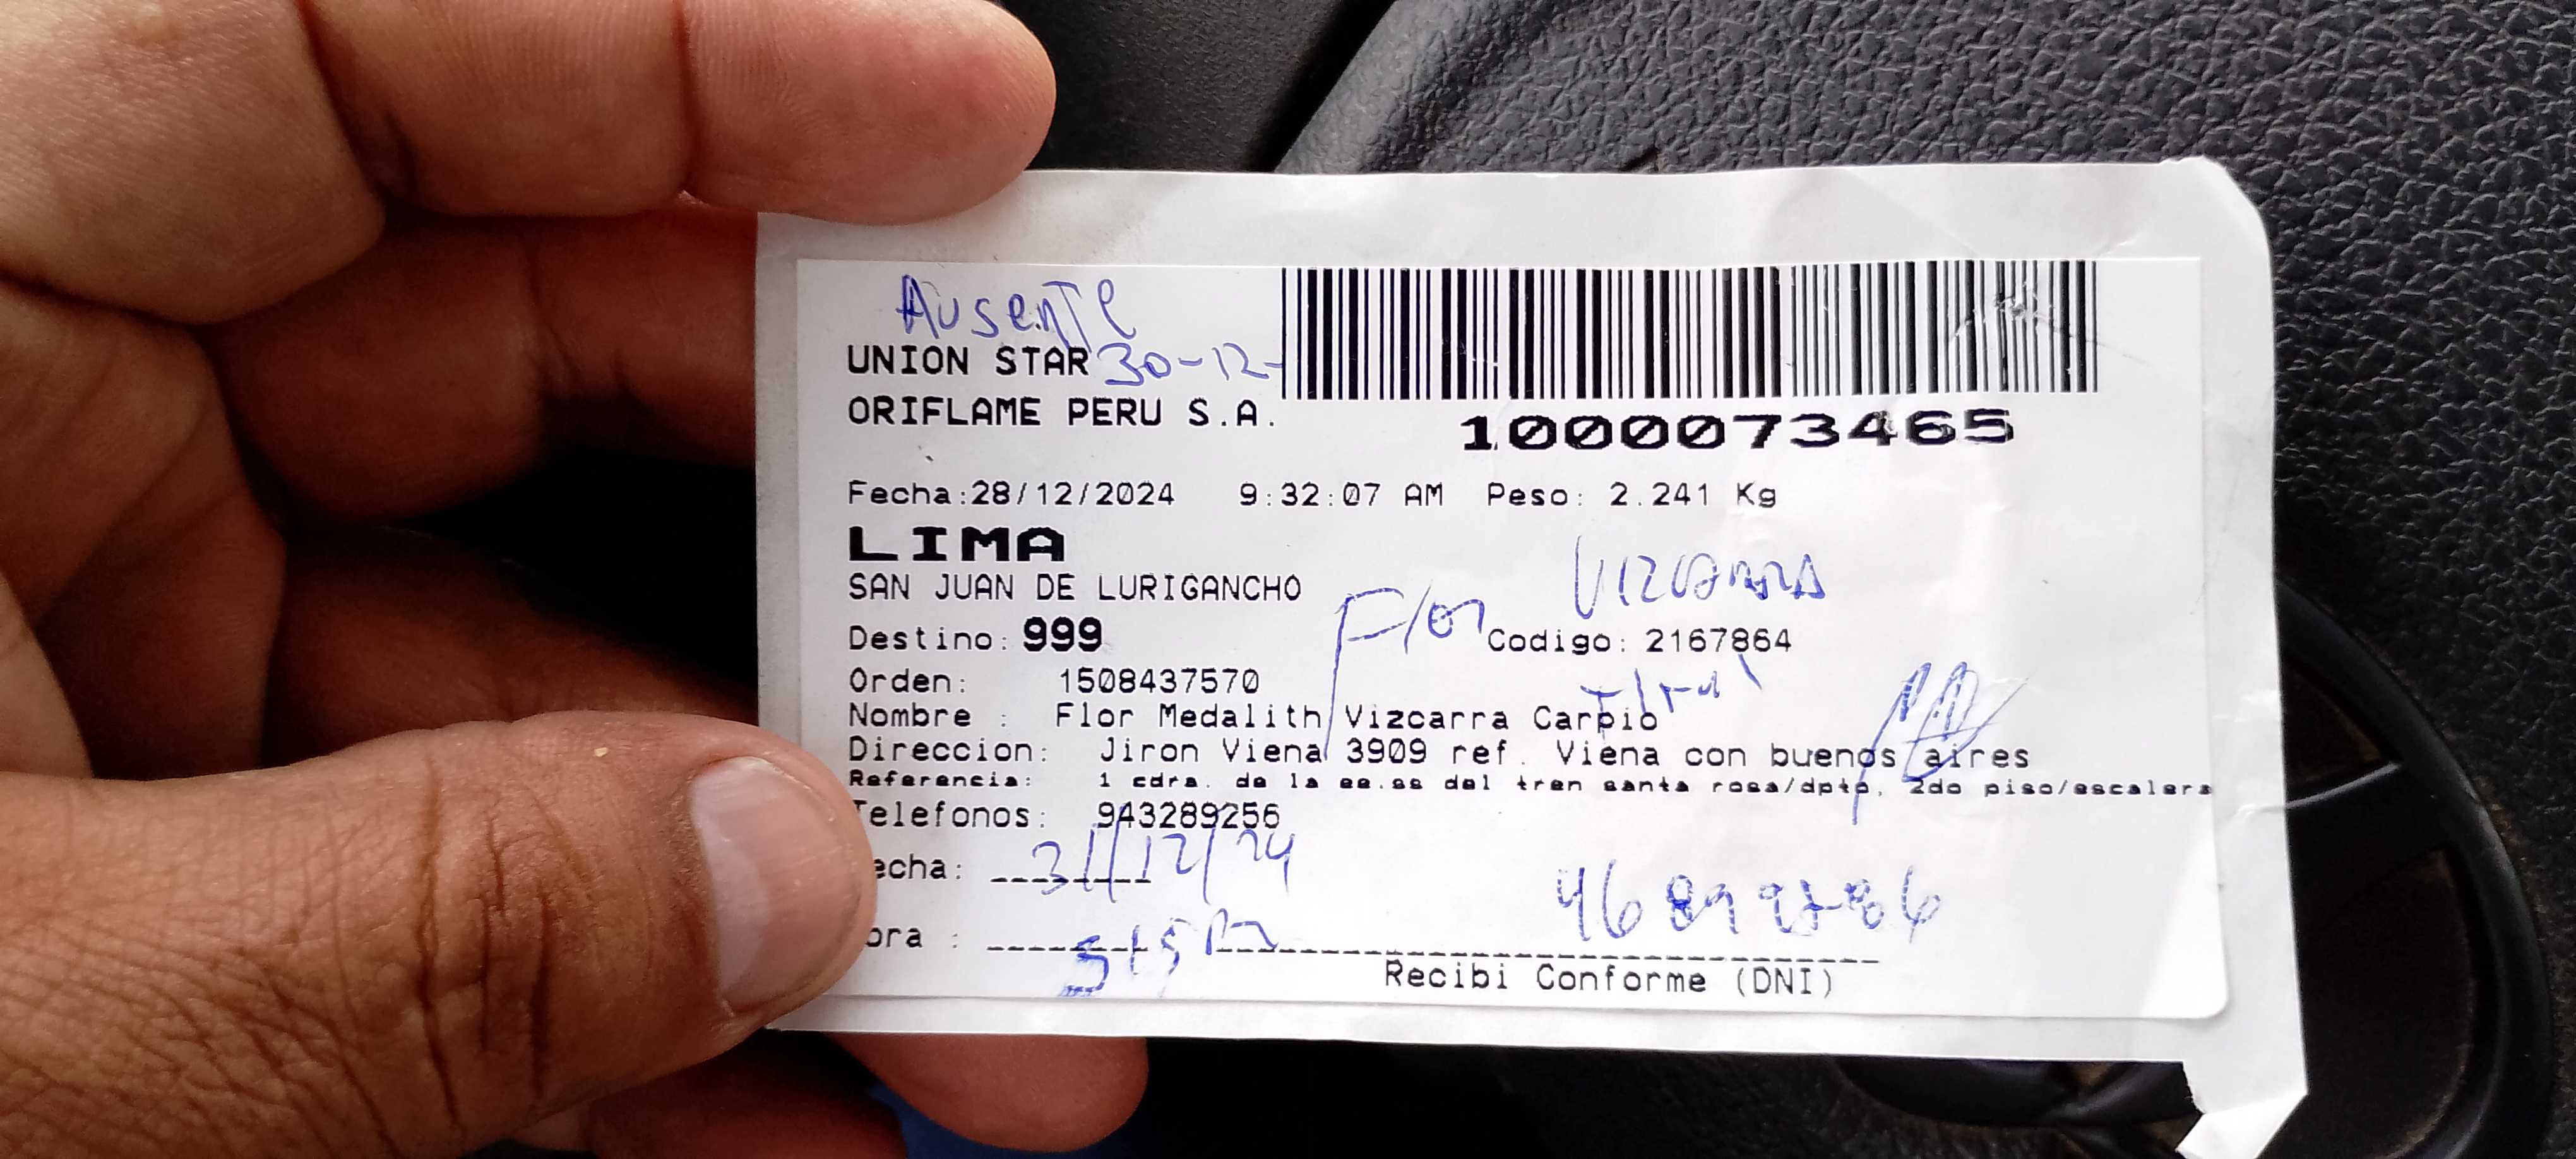 Ausente
UNION STAR 30-12-
ORIFLAME PERU S.A.
1000073465
Fecha:28/12/2024 9:32:07 AM Peso: 2.241 Kg
LIMA
SAN JUAN DE LURIGANCHO
Flor Vizcarra
Destino: 999 Codigo: 2167864
Orden: 1508437570
Nombre : Flor Medalith Vizcarra Carpio
Direccion: Jiron Viena 3909 ref. Viena con buenos aires
Referencia: 1 cdra. de la ee.ss del tren santa rosa/dpto. 2do piso/escalera
Telefonos: 943289256
echa: 31/12/24
ora :
Recibi Conforme (DNI)